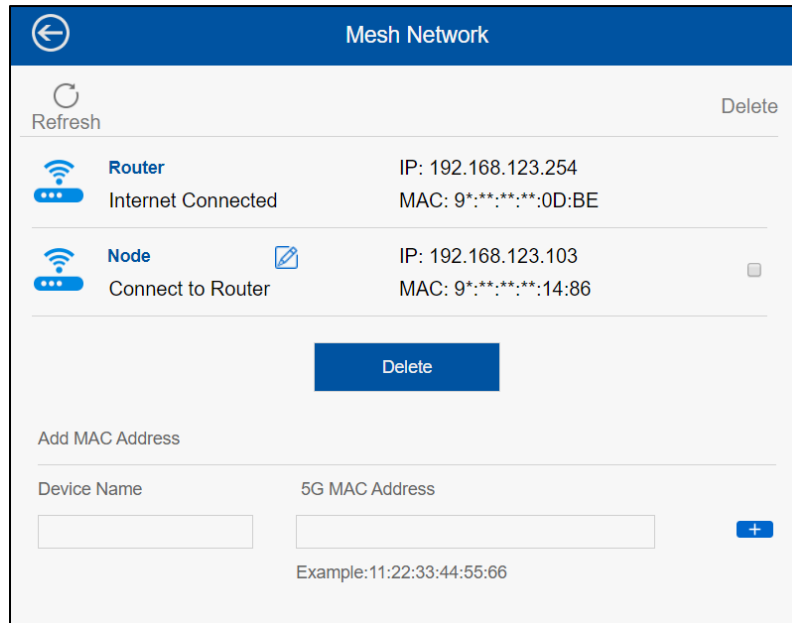 Mesh Network
Refresh
Delete
Router
IP: 192.168.123.254
Internet Connected
MAC: 9*:**:**:**:0D:BE
Node
IP: 192.168.123.103
Connect to Router
MAC: 9*:**:**:**:14:86
Delete
Add MAC Address
Device Name
5G MAC Address
Example:11:22:33:44:55:66